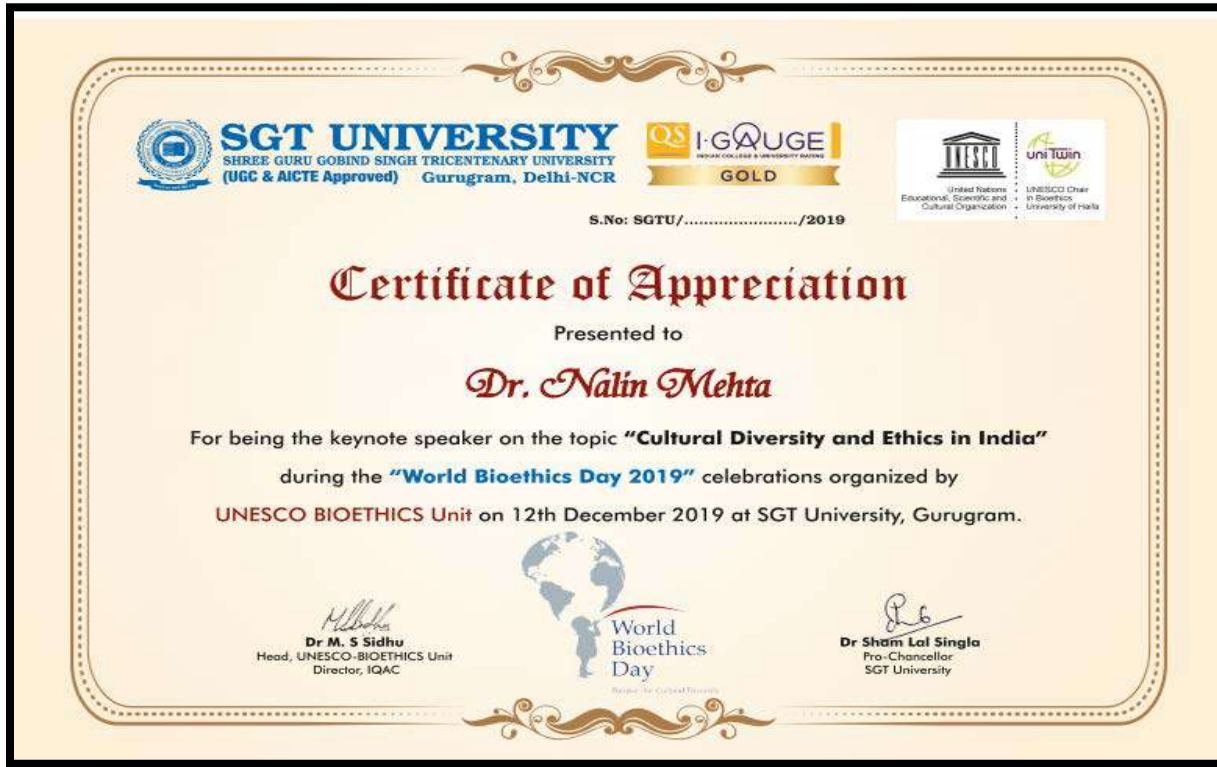 SGT UNIVERSITY
SHREE GURU GOBIND SINGH TRICENTENARY UNIVERSITY
(UGC & AICTE Approved) Gurugram, Delhi-NCR
QS I·GAUGE
INDIAN COLLEGE & UNIVERSITY RATING
GOLD
UNESCO
United Nations
Educational, Scientific and
Cultural Organization
uniTwin
UNESCO Chair
in Bioethics
University of Haifa
S.No: SGTU/......................./2019
Certificate of Appreciation
Presented to
Dr. Nalin Mehta
For being the keynote speaker on the topic “Cultural Diversity and Ethics in India”
during the “World Bioethics Day 2019” celebrations organized by
UNESCO BIOETHICS Unit on 12th December 2019 at SGT University, Gurugram.
Dr M. S Sidhu
Head, UNESCO-BIOETHICS Unit
Director, IQAC
World
Bioethics
Day
Dr Sham Lal Singla
Pro-Chancellor
SGT University